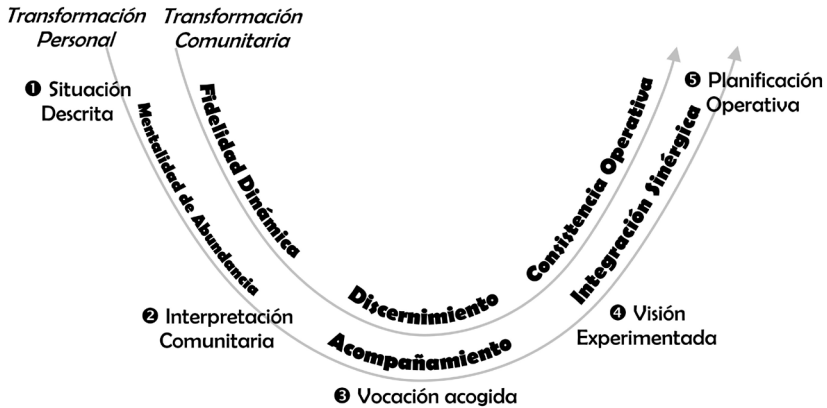 Transformación
Personal
Transformación
Comunitaria
❶ Situación
Descrita
Mentalidad de Abundancia
Fidelidad Dinámica
❷ Interpretación
Comunitaria
Discernimiento
Acompañamiento
❸ Vocación acogida
Consistencia Operativa
Integración Sinérgica
❹ Visión
Experimentada
❺ Planificación
Operativa